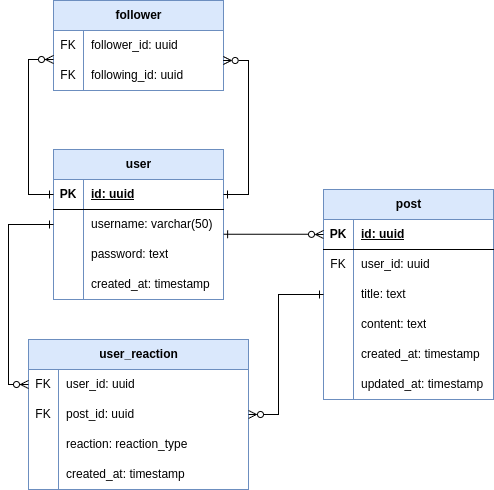 follower
FK follower_id: uuid
FK following_id: uuid
user
PK id: uuid
username: varchar(50)
password: text
created_at: timestamp
post
PK id: uuid
FK user_id: uuid
title: text
content: text
created_at: timestamp
updated_at: timestamp
user_reaction
FK user_id: uuid
FK post_id: uuid
reaction: reaction_type
created_at: timestamp